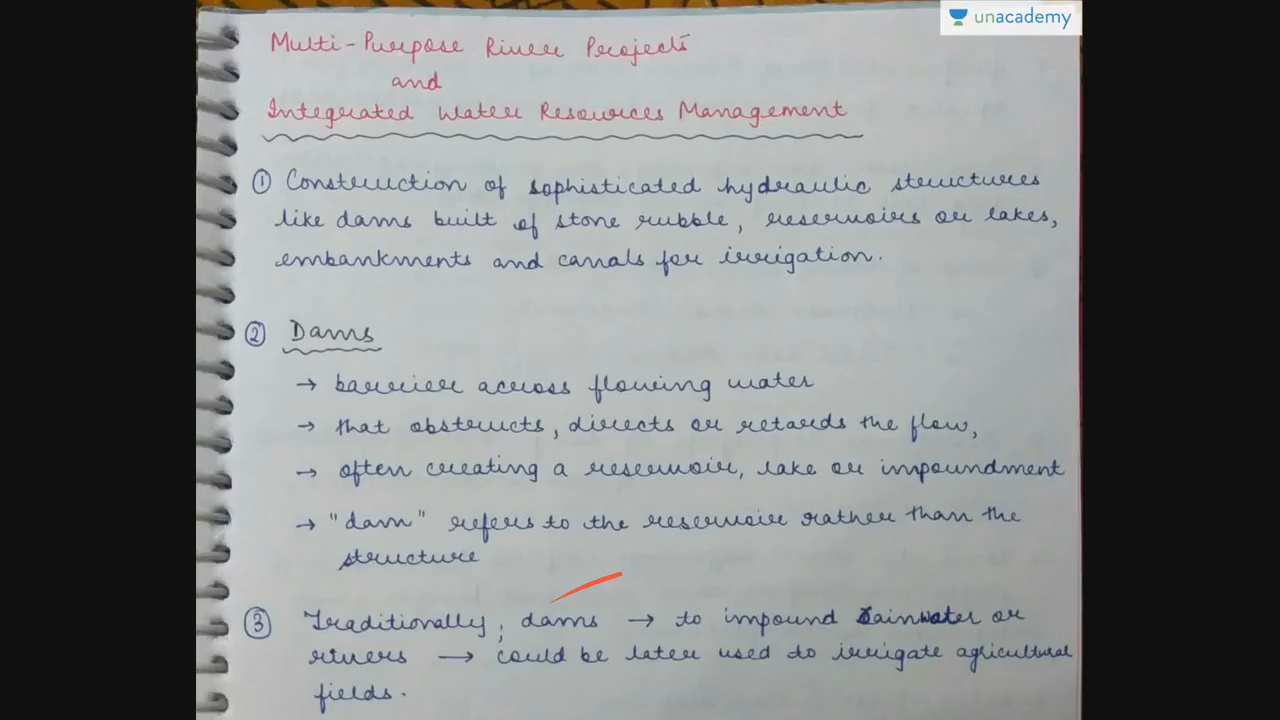 unacademy
Multi-Purpose River Projects
and
Integrated Water Resources Management
① Construction of sophisticated hydraulic structures
like dams built of stone rubble, reservoirs or lakes,
embankments and canals for irrigation.
② Dams
→ barrier across flowing water
→ that obstructs, directs or retards the flow,
→ often creating a reservoir, lake or impoundment
→ "dam" refers to the reservoir rather than the
structure
③ Traditionally, dams → to impound rainwater or
rivers → could be later used to irrigate agricultural
fields.